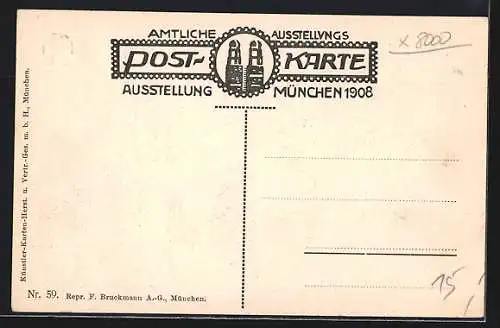 AMTLICHE AUSSTELLVNGS
POST-KARTE
AUSSTELLUNG MÜNCHEN 1908
x 8000
Künstler-Karten-Herst. u. Vertr.-Ges. m. b. H., München.
15
Nr. 59. Repr. F. Bruckmann A.-G., München.